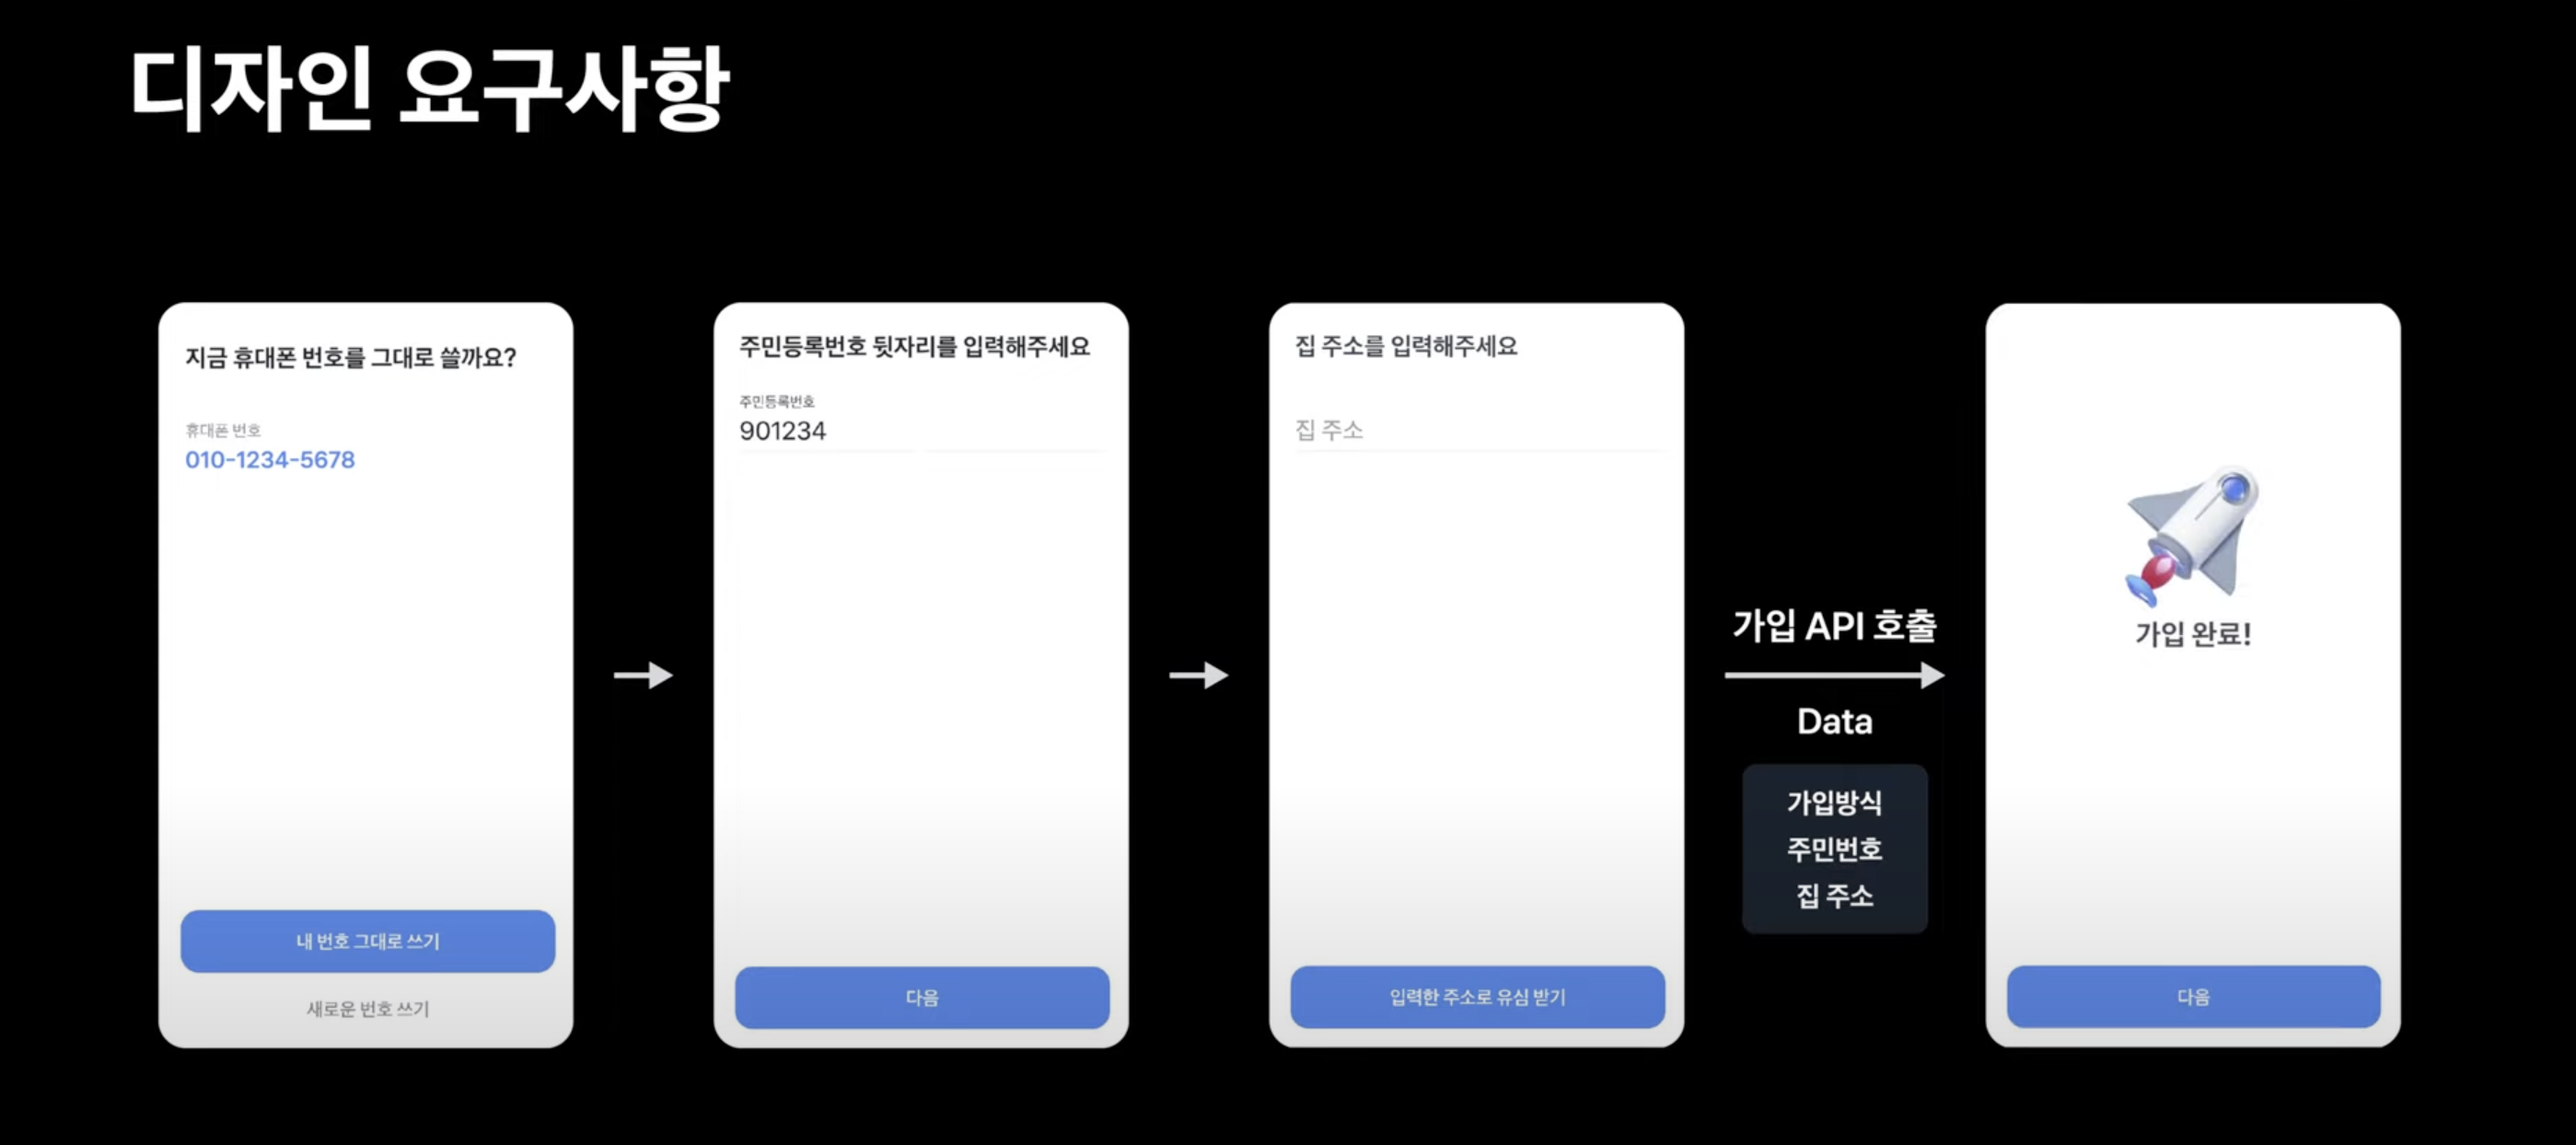 디자인 요구사항
지금 휴대폰 번호를 그대로 쓸까요?
휴대폰 번호
010-1234-5678
내 번호 그대로 쓰기
새로운 번호 쓰기
주민등록번호 뒷자리를 입력해주세요
주민등록번호
901234
다음
집 주소를 입력해주세요
집 주소
입력한 주소로 유심 받기
가입 API 호출
Data
가입방식
주민번호
집 주소
가입 완료!
다음